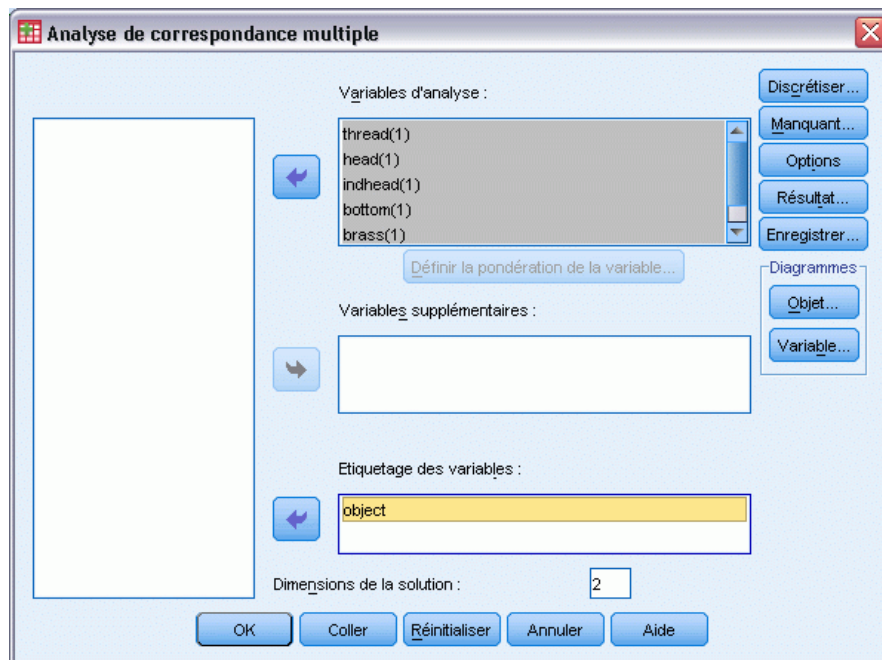 Analyse de correspondance multiple
Variables d'analyse :
thread(1)
head(1)
indhead(1)
bottom(1)
brass(1)
Définir la pondération de la variable...
Variables supplémentaires :
Etiquetage des variables :
object
Dimensions de la solution :
2
Discrétiser...
Manquant...
Options
Résultat...
Enregistrer...
Diagrammes
Objet...
Variable...
OK
Coller
Réinitialiser
Annuler
Aide